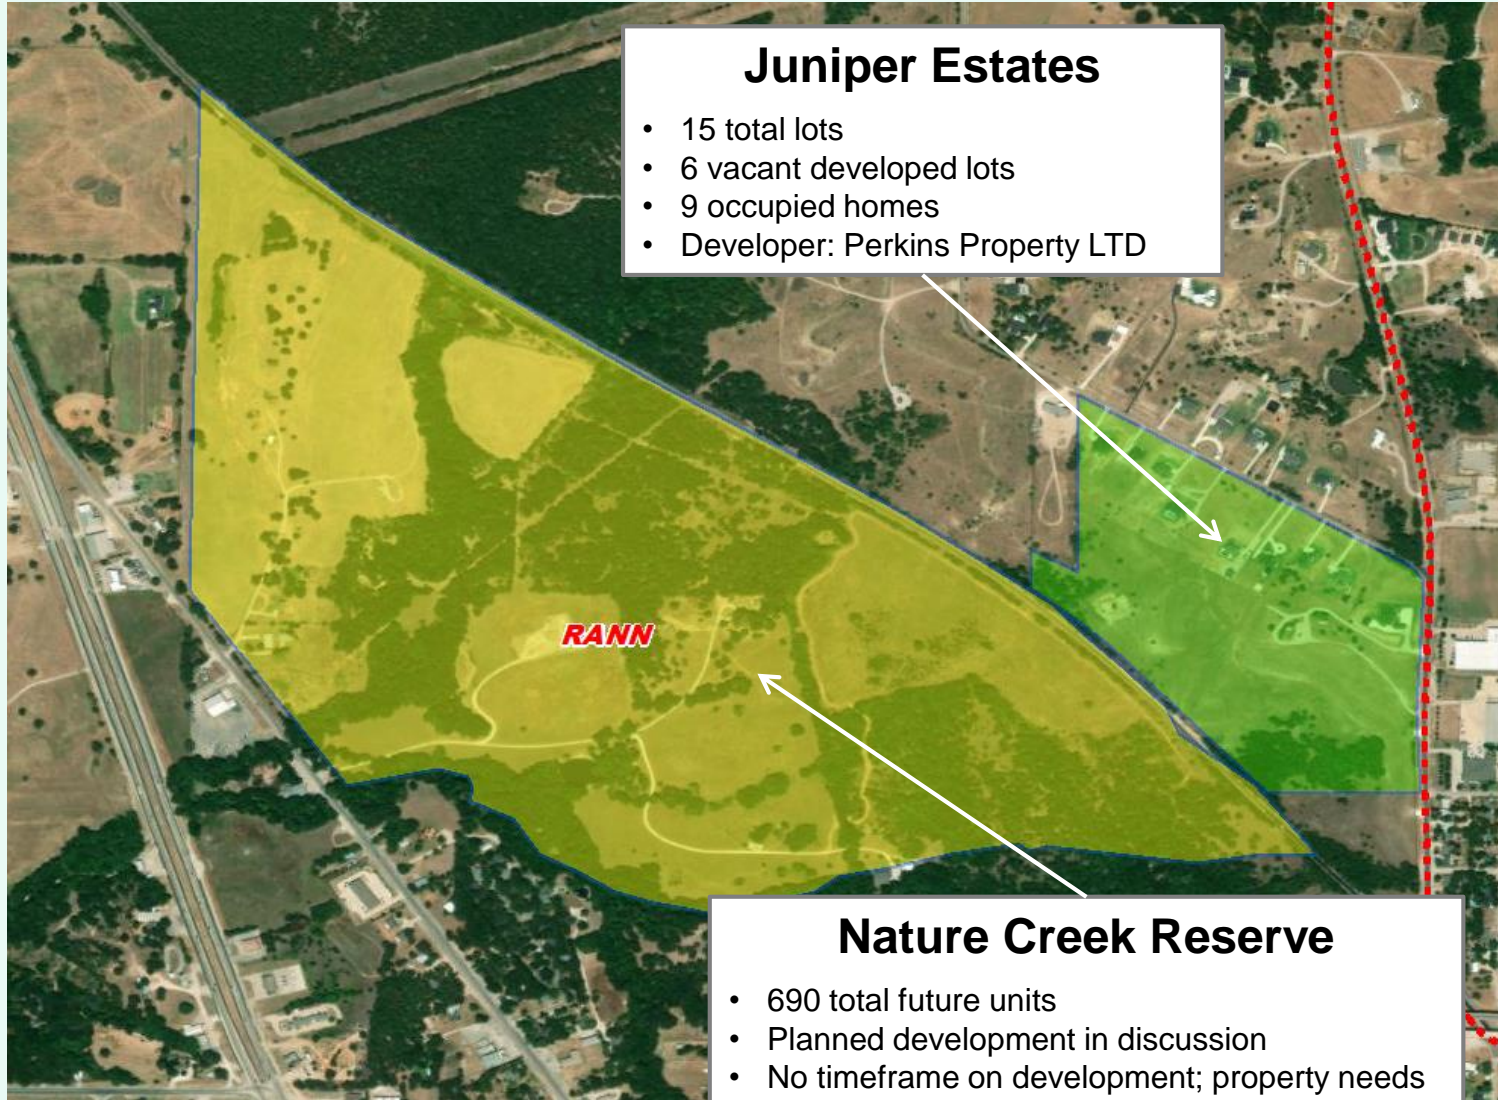 Juniper Estates
• 15 total lots
• 6 vacant developed lots
• 9 occupied homes
• Developer: Perkins Property LTD
RANN
Nature Creek Reserve
• 690 total future units
• Planned development in discussion
• No timeframe on development; property needs